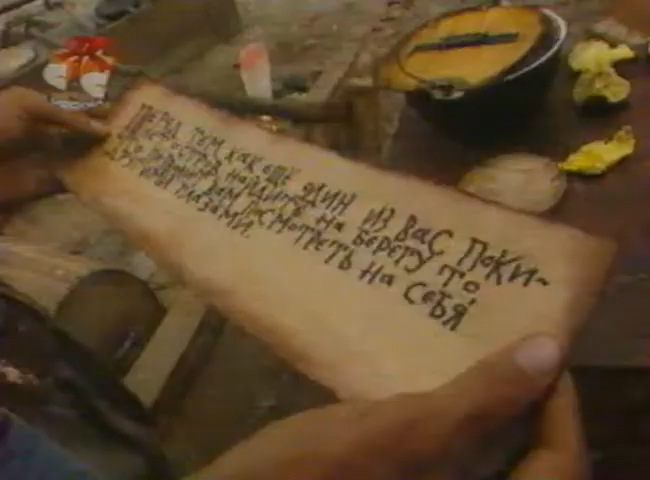 ПЕРЕД ТЕМ КАК ЕЩЕ ОДИН ИЗ ВАС ПОКИ-
НЕТ ОСТРОВ, НАЙДИТЕ НА БЕРЕГУ ТО,
ЧТО ВАМ ПОСМОТРЕТЬ НА СЕБЯ
ДРУГИМИ ГЛАЗАМИ.